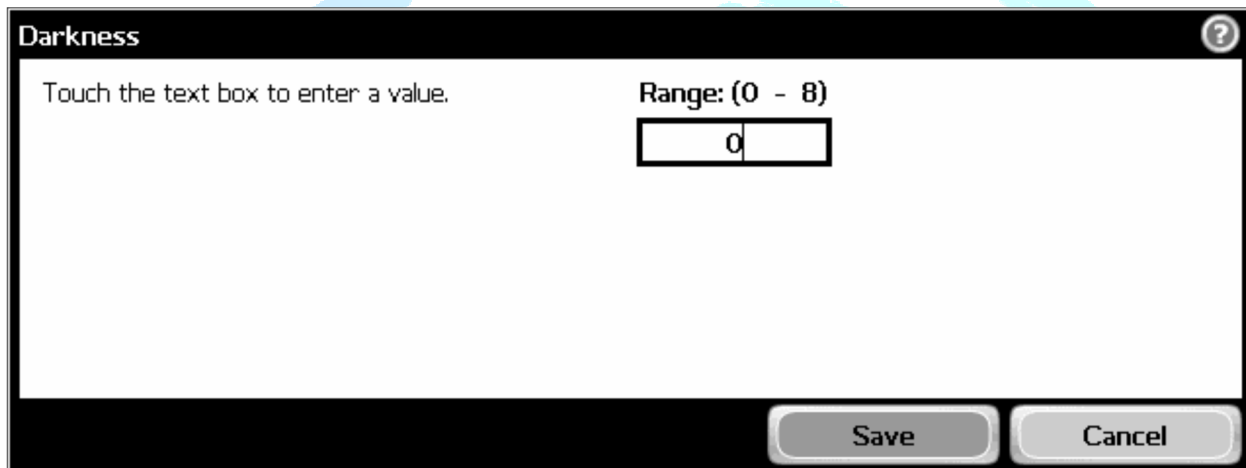 Darkness
?
Touch the text box to enter a value.
Range: (0 - 8)
0
Save
Cancel